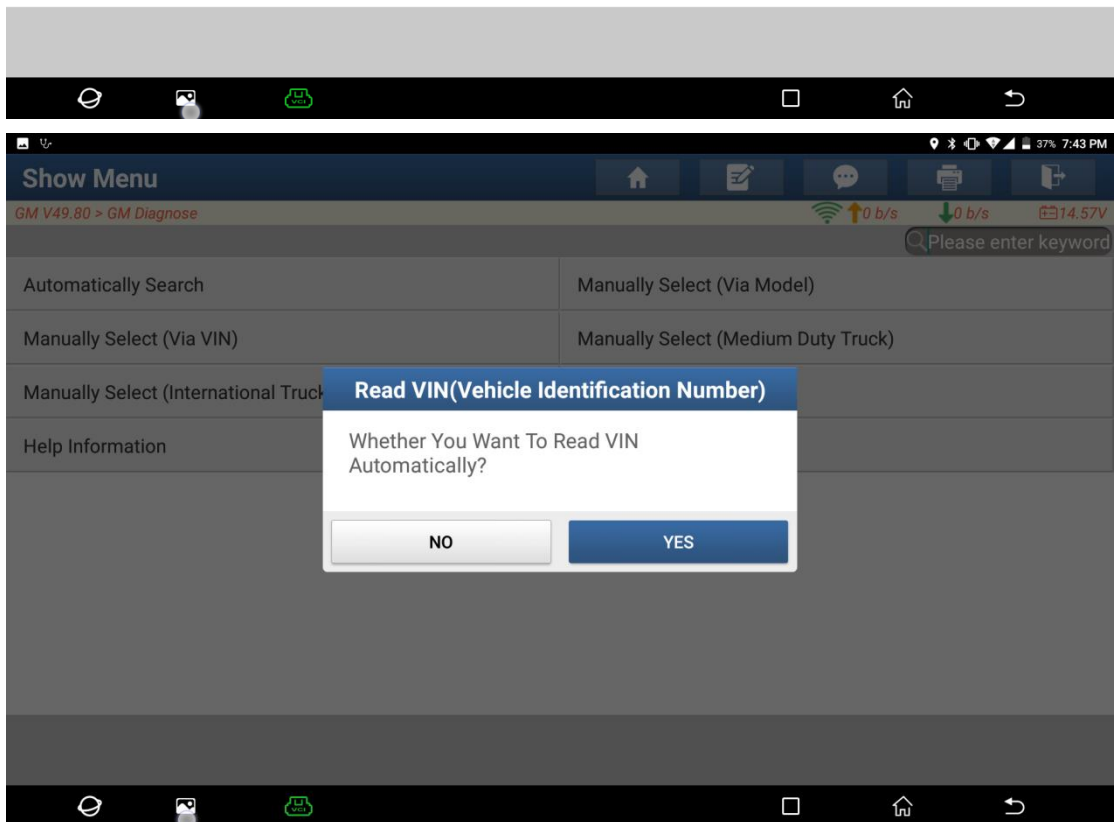 VCI
37% 7:43 PM
Show Menu
GM V49.80 > GM Diagnose
0 b/s 0 b/s 14.57V
Please enter keyword
Automatically Search
Manually Select (Via Model)
Manually Select (Via VIN)
Manually Select (Medium Duty Truck)
Manually Select (International Truck
Help Information
Read VIN(Vehicle Identification Number)
Whether You Want To Read VIN
Automatically?
NO
YES
VCI